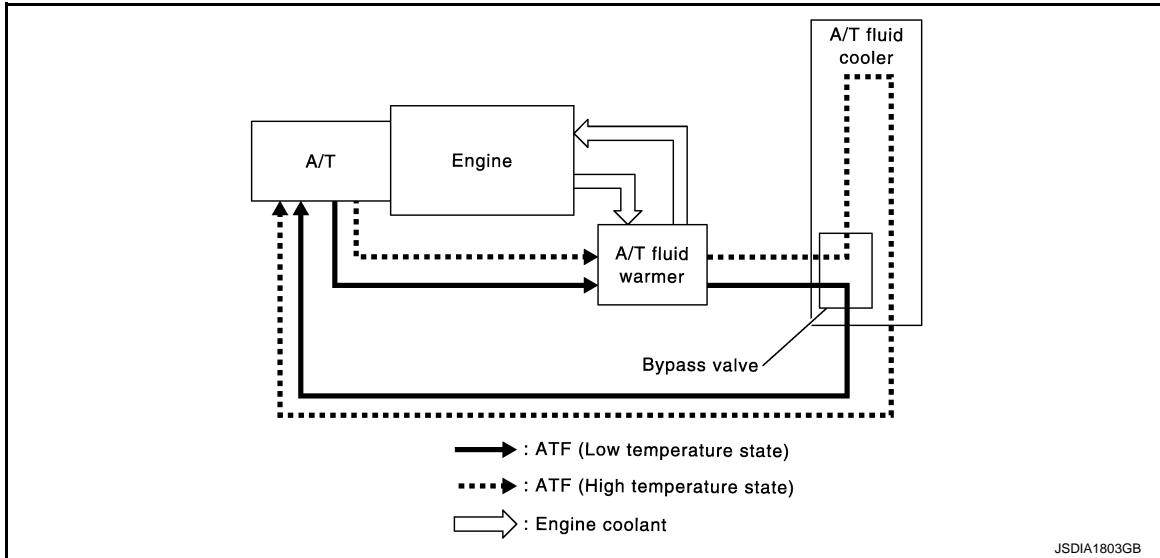 A/T fluid
cooler
A/T
Engine
A/T fluid
warmer
Bypass valve
: ATF (Low temperature state)
: ATF (High temperature state)
: Engine coolant
JSDIA1803GB